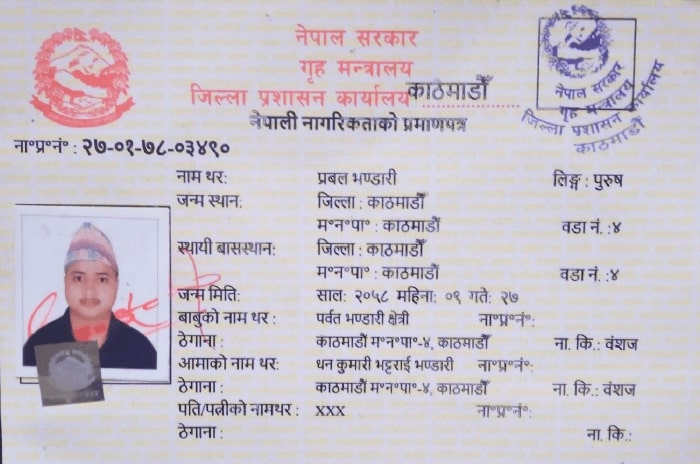 नेपाल सरकार
गृह मन्त्रालय
जिल्ला प्रशासन कार्यालय काठमाडौँ
नेपाली नागरिकताको प्रमाणपत्र
नेपाल सरकार
गृह मन्त्रालय
जिल्ला प्रशासन कार्यालय
काठमाडौँ
ना॰प्र॰नं॰ : २७-०१-७८-०३४९०
नाम थर: प्रबल भण्डारी लिङ्ग : पुरुष
जन्म स्थान: जिल्ला : काठमाडौँ
म॰न॰पा॰ : काठमाडौँ वडा नं. :४
स्थायी बासस्थान: जिल्ला : काठमाडौँ
म॰न॰पा॰ : काठमाडौँ वडा नं. :४
जन्म मिति: साल: २०५८ महिना: ०९ गते: २७
बाबुको नाम थर : पर्वत भण्डारी क्षेत्री ना॰प्र॰नं॰:
ठेगाना : काठमाडौँ म॰न॰पा॰-४, काठमाडौँ ना. कि.: वंशज
आमाको नाम थर: धन कुमारी भट्टराई भण्डारी ना॰प्र॰नं॰:
ठेगाना : काठमाडौँ म॰न॰पा॰-४, काठमाडौँ ना. कि.: वंशज
पति/पत्नीको नामथर : xxx ना॰प्र॰नं॰:
ठेगाना: ना. कि.: